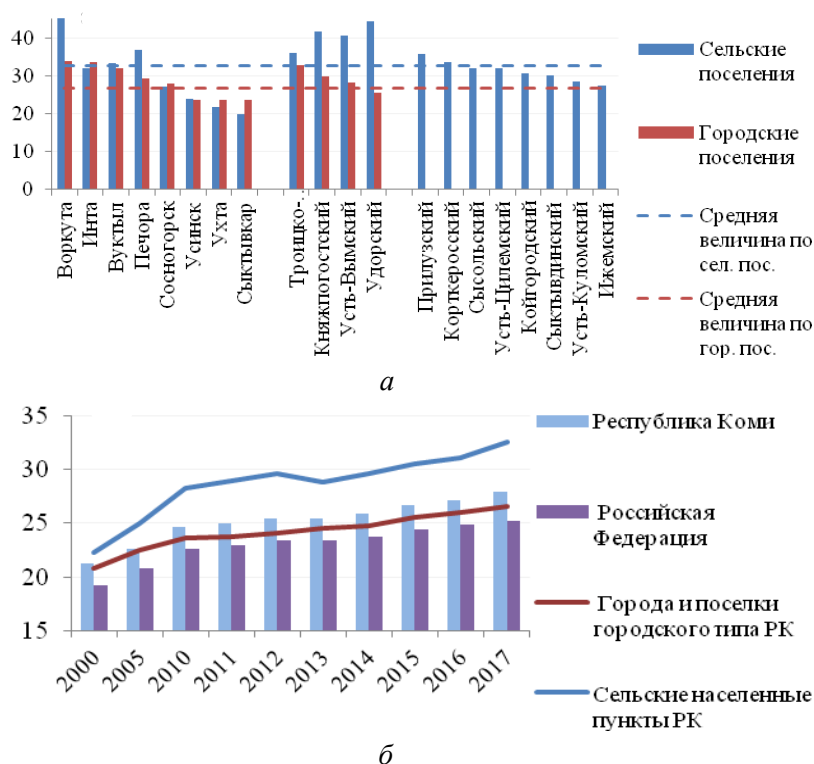 40
30
20
10
0
Воркута
Инта
Вуктыл
Печора
Сосногорск
Усинск
Ухта
Сыктывкар
Троицко-...
Княжпогостский
Усть-Вымский
Удорский
Прилузский
Корткеросский
Сысольский
Усть-Цилемский
Койгородский
Сыктывдинский
Усть-Куломский
Ижемский
Сельские
поселения
Городские
поселения
Средняя
величина по
сел. пос.
Средняя
величина по
гор. пос.
а
35
30
25
20
15
2000
2005
2010
2011
2012
2013
2014
2015
2016
2017
Республика Коми
Российская
Федерация
Города и поселки
городского типа РК
Сельские населенные
пункты РК
б